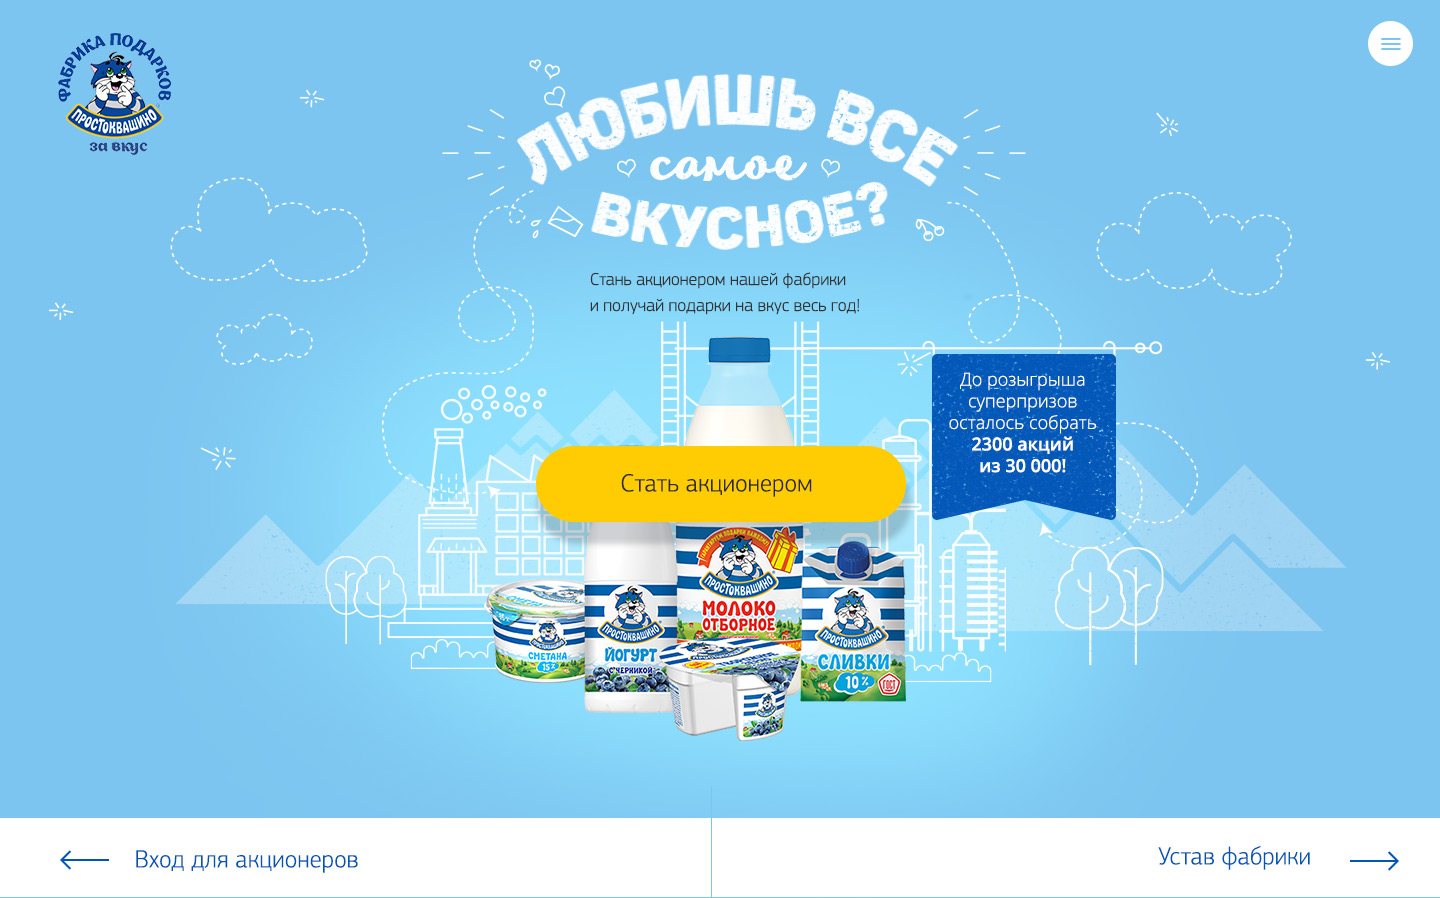 ФАБРИКА ПОДАРКОВ
ПРОСТОКВАШИНО
за вкус
ЛЮБИШЬ ВСЕ
самое
ВКУСНОЕ?
Стань акционером нашей фабрики
и получай подарки на вкус весь год!
До розыгрыша
суперпризов
осталось собрать
2300 акций
из 30 000!
Стать акционером
ПРОСТОКВАШИНО
СМЕТАНА
15%
ПРОСТОКВАШИНО
ЙОГУРТ
С ЧЕРНИКОЙ
ПРОСТОКВАШИНО
МОЛОКО
ОТБОРНОЕ
ПРОСТОКВАШИНО
СЛИВКИ
10%
ГОСТ
Вход для акционеров
Устав фабрики